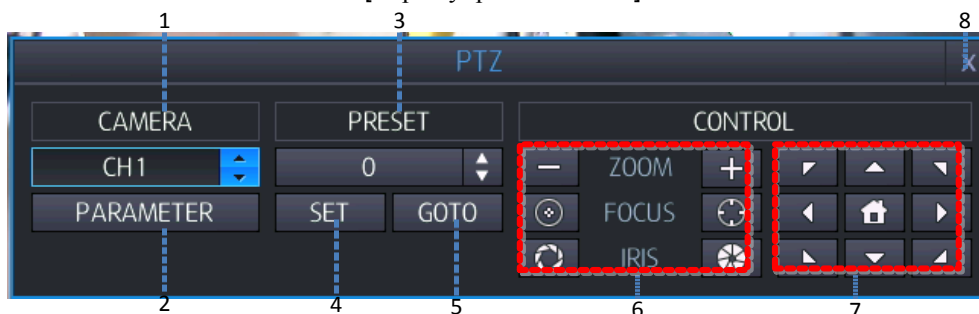 1 3 8
PTZ X
CAMERA PRESET CONTROL
CH1 0 ZOOM
PARAMETER SET GOTO FOCUS
IRIS
2 4 5 6 7